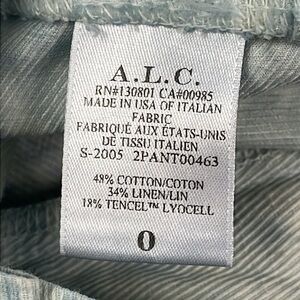 A.L.C.
RN#130801 CA#00985
MADE IN USA OF ITALIAN
FABRIC
FABRIQUÉ AUX ÉTATS-UNIS
DE TISSU ITALIEN
S-2005 2PANT00463
48% COTTON/COTON
34% LINEN/LIN
18% TENCEL™ LYOCELL
0